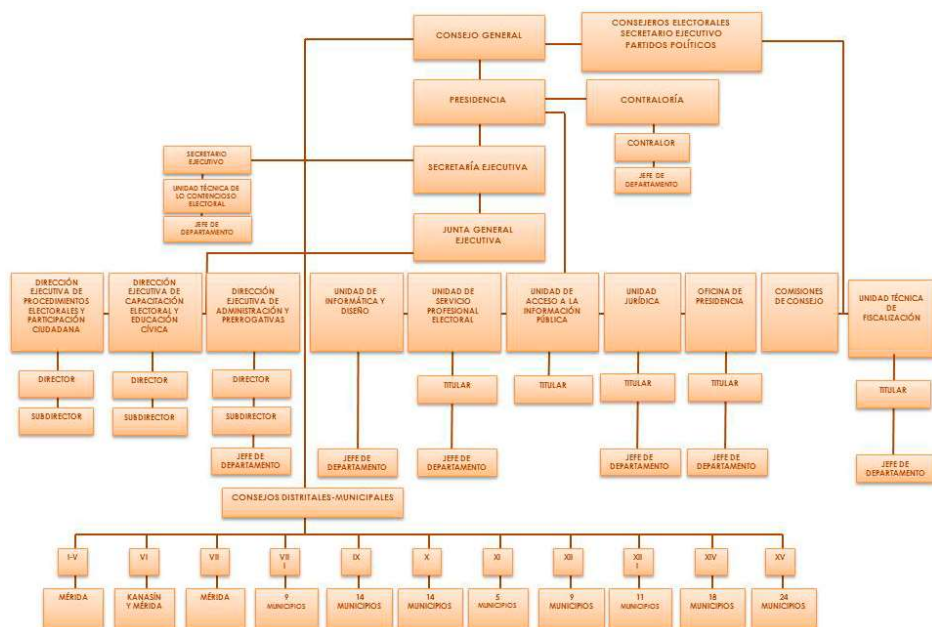 CONSEJO GENERAL
CONSEJEROS ELECTORALES
SECRETARIO EJECUTIVO
PARTIDOS POLÍTICOS
PRESIDENCIA
CONTRALORÍA
CONTRALOR
JEFE DE
DEPARTAMENTO
SECRETARIO
EJECUTIVO
SECRETARÍA EJECUTIVA
UNIDAD TÉCNICA DE
LO CONTENCIOSO
ELECTORAL
JEFE DE
DEPARTAMENTO
JUNTA GENERAL
EJECUTIVA
DIRECCIÓN
EJECUTIVA DE
PROCEDIMIENTOS
ELECTORALES Y
PARTICIPACIÓN
CIUDADANA
DIRECCIÓN
EJECUTIVA DE
CAPACITACIÓN
ELECTORAL Y
EDUCACIÓN
CÍVICA
DIRECCIÓN
EJECUTIVA DE
ADMINISTRACIÓN Y
PRERROGATIVAS
UNIDAD DE
INFORMÁTICA Y
DISEÑO
UNIDAD DE
SERVICIO
PROFESIONAL
ELECTORAL
UNIDAD DE
ACCESO A LA
INFORMACIÓN
PÚBLICA
UNIDAD
JURÍDICA
OFICINA DE
PRESIDENCIA
COMISIONES
DE CONSEJO
UNIDAD TÉCNICA
DE
FISCALIZACIÓN
DIRECTOR
DIRECTOR
DIRECTOR
TITULAR
TITULAR
TITULAR
TITULAR
TITULAR
SUBDIRECTOR
SUBDIRECTOR
SUBDIRECTOR
JEFE DE
DEPARTAMENTO
JEFE DE
DEPARTAMENTO
JEFE DE
DEPARTAMENTO
JEFE DE
DEPARTAMENTO
JEFE DE
DEPARTAMENTO
JEFE DE
DEPARTAMENTO
CONSEJOS DISTRITALES-MUNICIPALES
I-V
VI
VII
VII
I
IX
X
XI
XII
XII
I
XIV
XV
MÉRIDA
KANASÍN
Y MÉRIDA
MÉRIDA
9
MUNICIPIOS
14
MUNICIPIOS
14
MUNICIPIOS
5
MUNICIPIOS
9
MUNICIPIOS
11
MUNICIPIOS
18
MUNICIPIOS
24
MUNICIPIOS